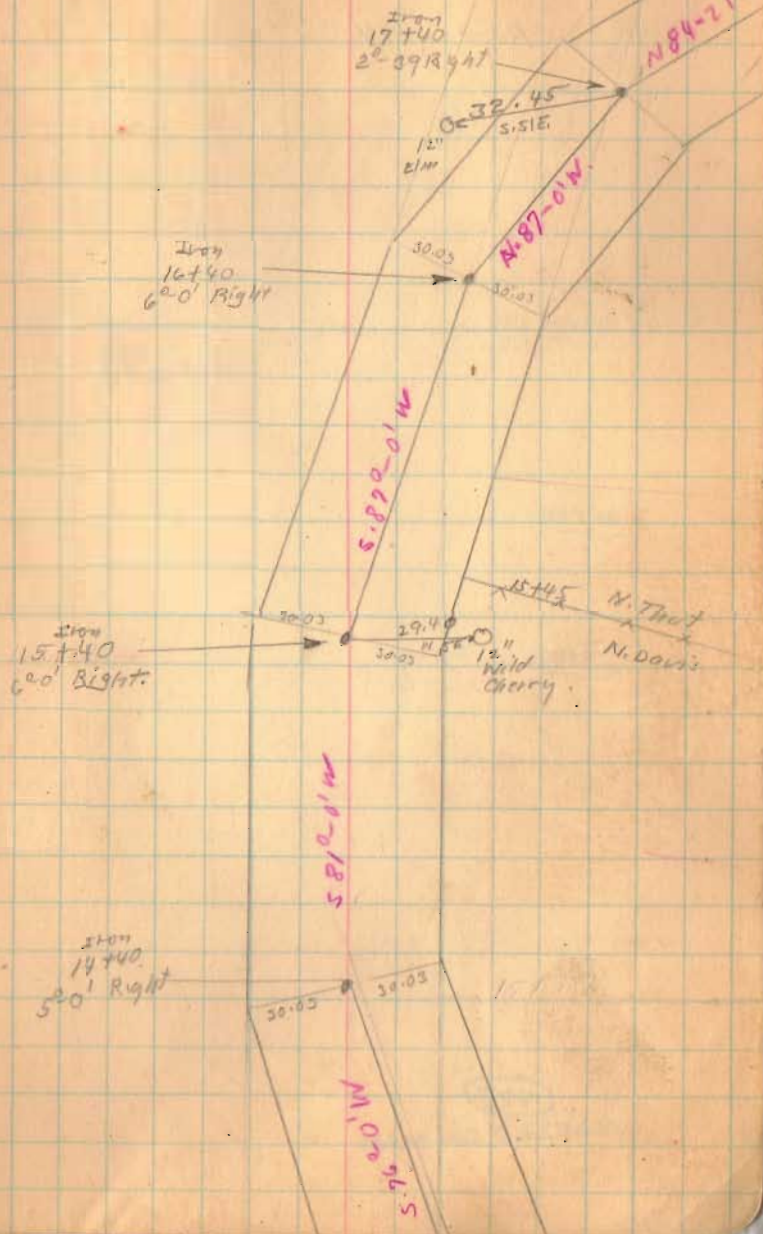 Iron
17+40
2°-39 Right
N 84-21
32.45
S.51E.
12"
Elm
N.87-0'W.
30.03
30.03
Iron
16+40
6°-0' Right
S.87°-0'W
15+45
N. Thut
N. Davis
30.03
29.40
30.03
12"
Wild
Cherry.
Iron
15+40
6°-0' Right.
S 81°-0'W
Iron
14+40
5°-0' Right
30.03
30.03
S.76°-0'W